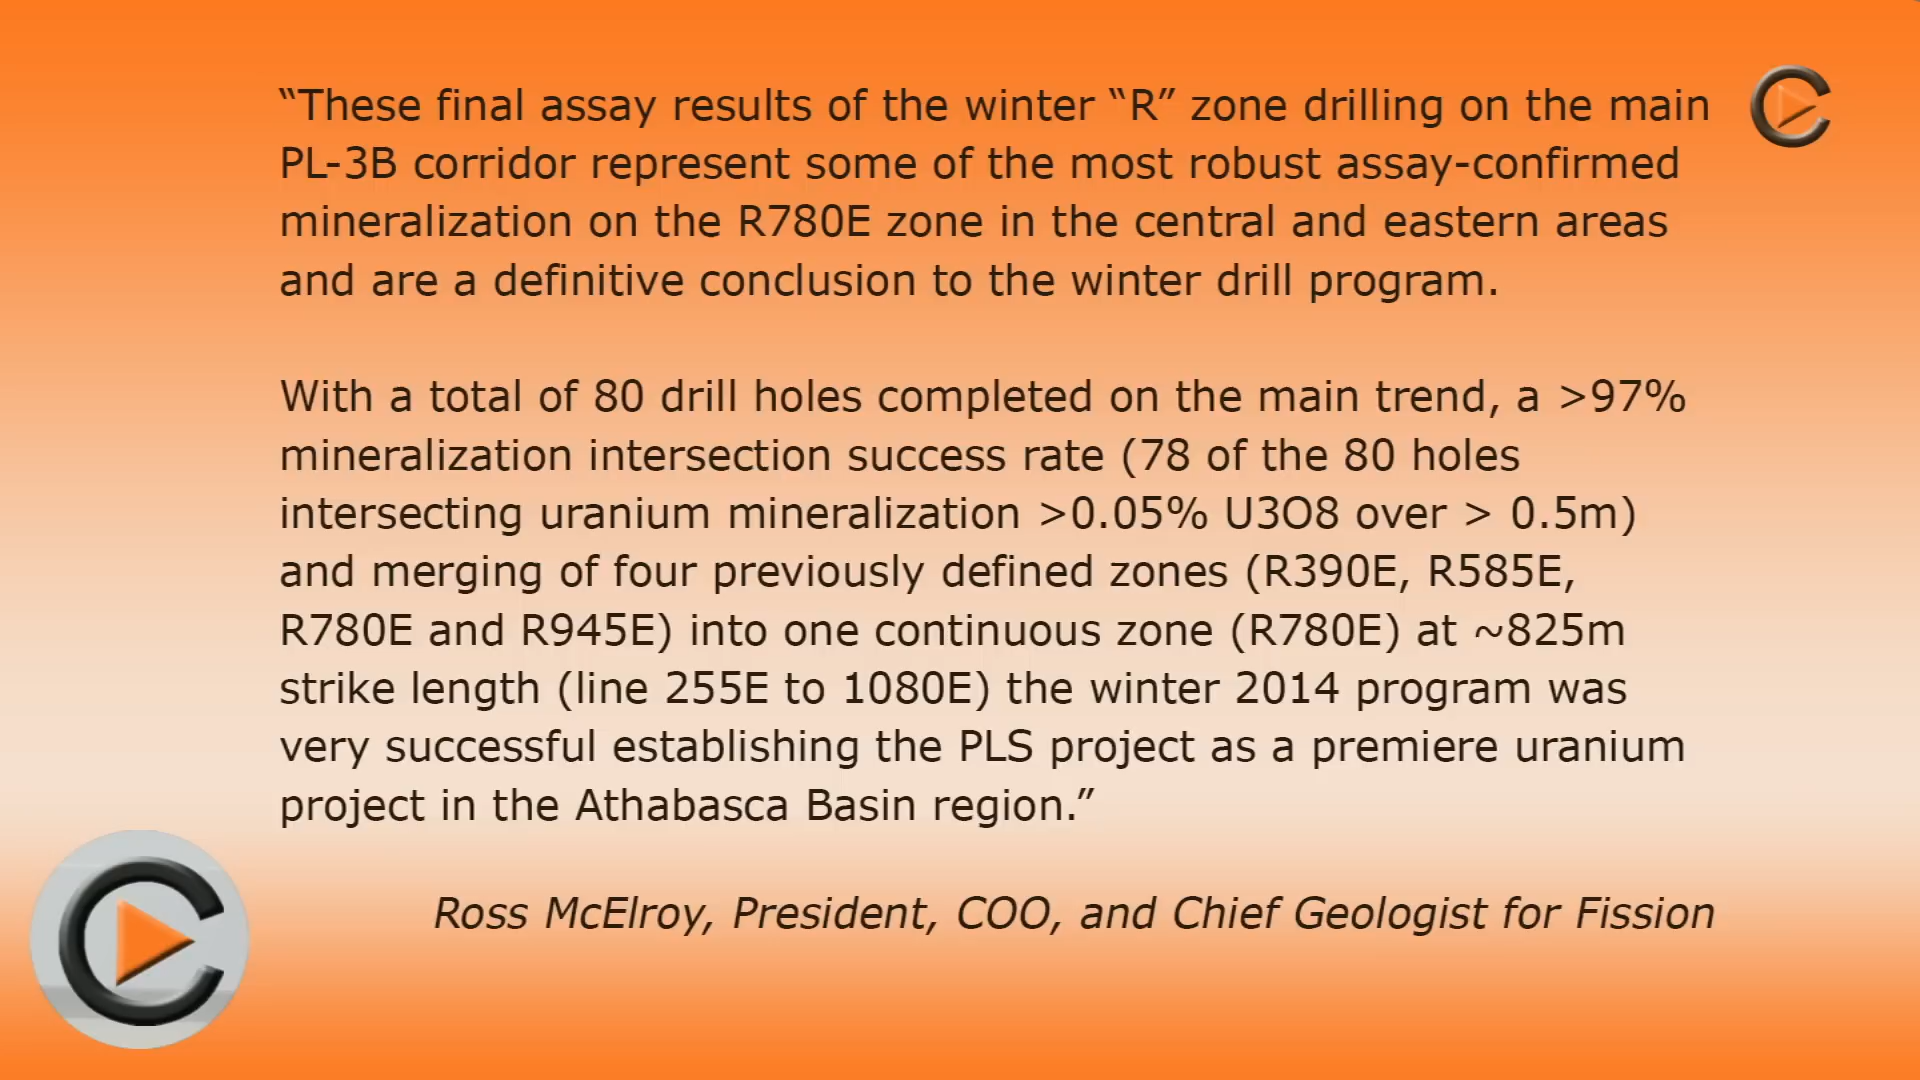 “These final assay results of the winter “R” zone drilling on the main
PL-3B corridor represent some of the most robust assay-confirmed
mineralization on the R780E zone in the central and eastern areas
and are a definitive conclusion to the winter drill program.
With a total of 80 drill holes completed on the main trend, a >97%
mineralization intersection success rate (78 of the 80 holes
intersecting uranium mineralization >0.05% U3O8 over > 0.5m)
and merging of four previously defined zones (R390E, R585E,
R780E and R945E) into one continuous zone (R780E) at ~825m
strike length (line 255E to 1080E) the winter 2014 program was
very successful establishing the PLS project as a premiere uranium
project in the Athabasca Basin region.”
Ross McElroy, President, COO, and Chief Geologist for Fission